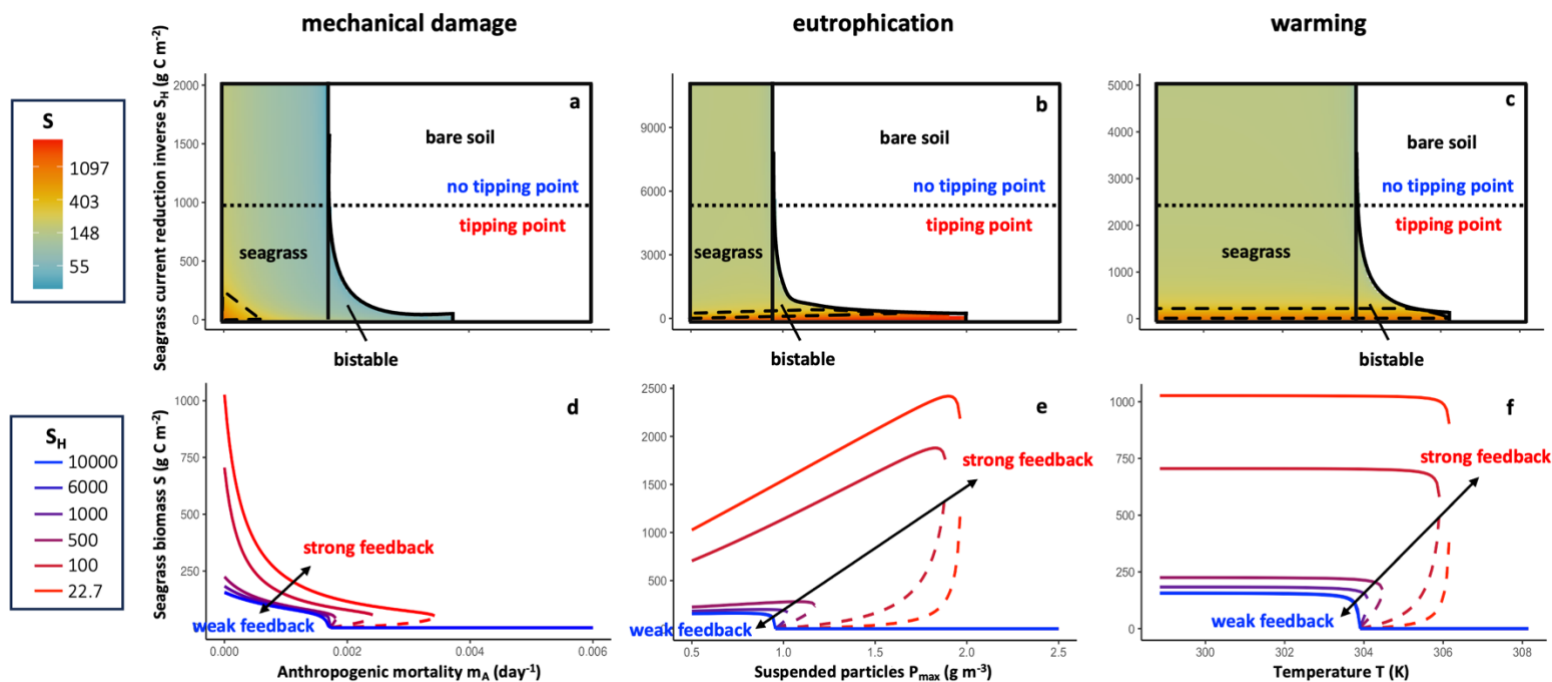 mechanical damage
eutrophication
warming
S
1097
403
148
55
Seagrass current reduction inverse S_H (g C m⁻²)
2000
1500
1000
500
0
a
bare soil
no tipping point
tipping point
seagrass
bistable
9000
6000
3000
0
b
bare soil
no tipping point
tipping point
seagrass
bistable
5000
4000
3000
2000
1000
0
c
bare soil
no tipping point
tipping point
seagrass
bistable
S_H
10000
6000
1000
500
100
22.7
Seagrass biomass S (g C m⁻²)
1000
750
500
250
d
strong feedback
weak feedback
0.000
0.002
0.004
0.006
Anthropogenic mortality m_A (day⁻¹)
2500
2000
1500
1000
500
e
strong feedback
weak feedback
0.5
1.0
1.5
2.0
2.5
Suspended particles P_max (g m⁻³)
1000
750
500
250
0
f
strong feedback
weak feedback
300
302
304
306
308
Temperature T (K)